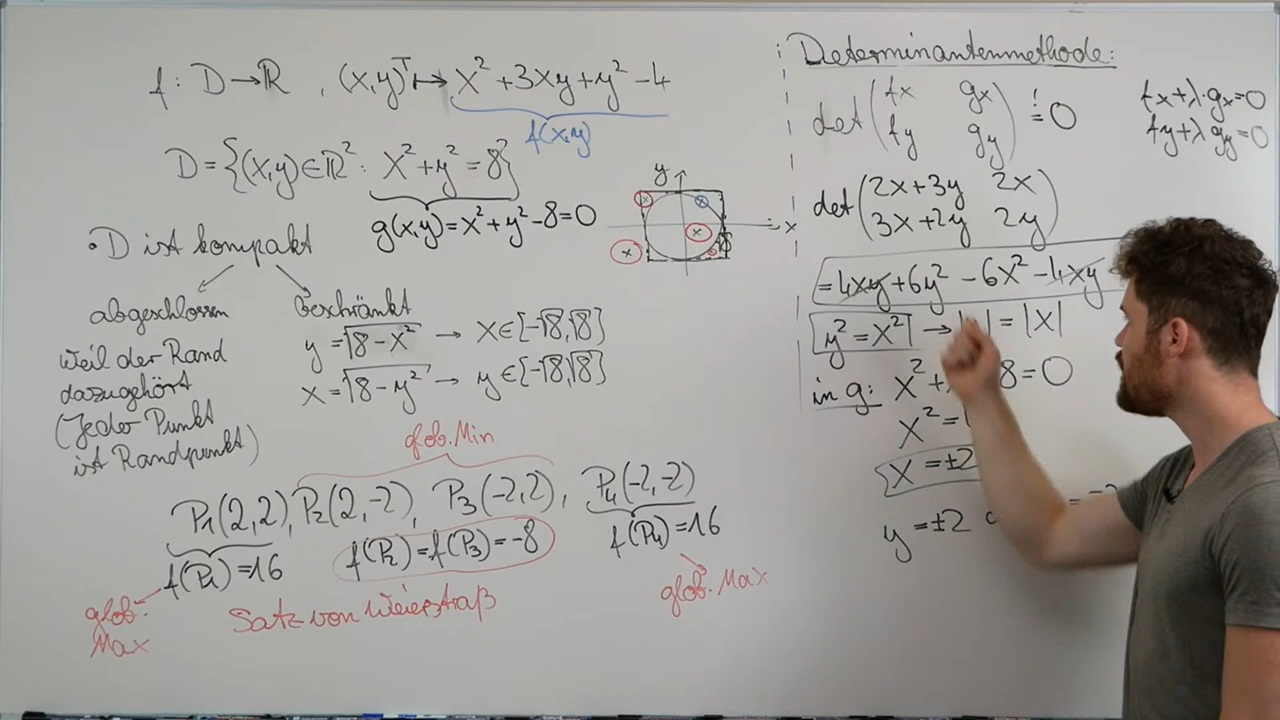 f : D → ℝ , (x,y)ᵀ ↦ x² + 3xy + y² - 4
f(x,y)
D = {(x,y) ∈ ℝ² : x² + y² = 8}
g(x,y) = x² + y² - 8 = 0
• D ist kompakt
abgeschlossen
weil der Rand
dazugehört
(Jeder Punkt
ist Randpunkt)
beschränkt
y = √(8 - x²) → x ∈ [-√8, √8]
x = √(8 - y²) → y ∈ [-√8, √8]
y
x
glob. Min
P₁(2,2), P₂(2,-2), P₃(-2,2), P₄(-2,-2)
f(P₁) = 16
f(P₂) = f(P₃) = -8
f(P₄) = 16
glob. Max
Satz von Weierstraß
glob. Max
Determinantenmethode:
det(fx gx
fy gy) =! 0
fx + λ·gx = 0
fy + λ gy = 0
det(2x+3y 2x
3x+2y 2y)
= 4xy + 6y² - 6x² - 4xy
y² = x² → | | = |x|
in g: x² + 8 = 0
x² =
x = ±2
y = ±2